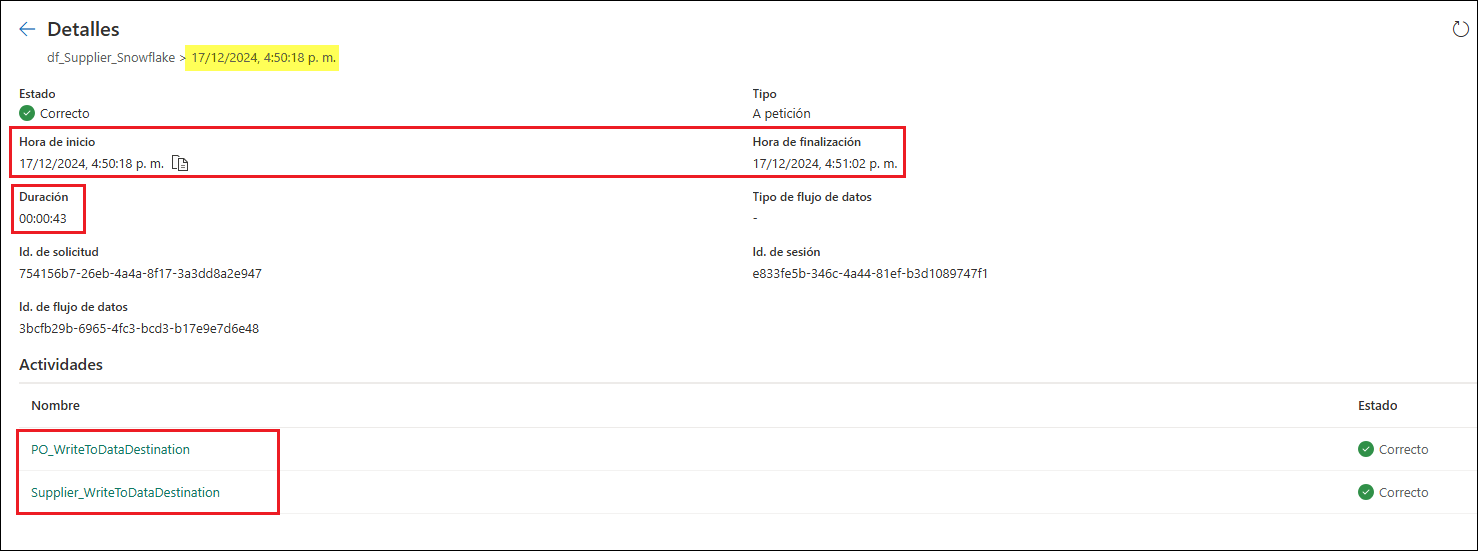 Detalles
df_Supplier_Snowflake > 17/12/2024, 4:50:18 p. m.
Estado Tipo
Correcto A petición
Hora de inicio Hora de finalización
17/12/2024, 4:50:18 p. m. 17/12/2024, 4:51:02 p. m.
Duración Tipo de flujo de datos
00:00:43 -
Id. de solicitud Id. de sesión
754156b7-26eb-4a4a-8f17-3a3dd8a2e947 e833fe5b-346c-4a44-81ef-b3d1089747f1
Id. de flujo de datos
3bcfb29b-6965-4fc3-bcd3-b17e9e7d6e48
Actividades
Nombre Estado
PO_WriteToDataDestination Correcto
Supplier_WriteToDataDestination Correcto